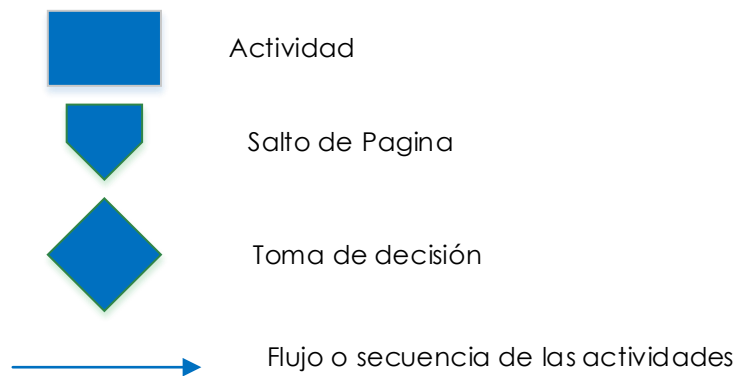 Actividad
Salto de Pagina
Toma de decisión
Flujo o secuencia de las actividades